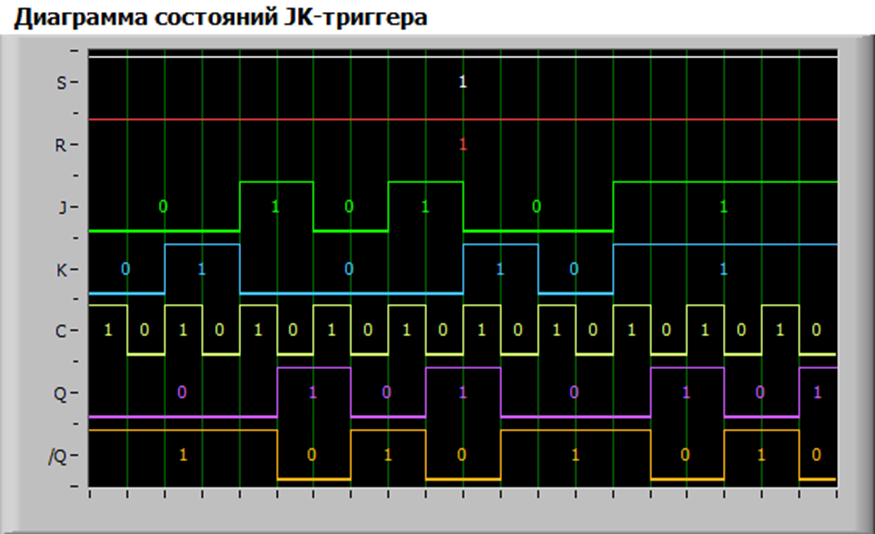 Диаграмма состояний JK-триггера
S 1
R 1
J 0 1 0 1 0 1
K 0 1 0 1 0 1
C 1 0 1 0 1 0 1 0 1 0 1 0 1 0 1 0 1 0 1 0
Q 0 1 0 1 0 1 0 1
/Q 1 0 1 0 1 0 1 0